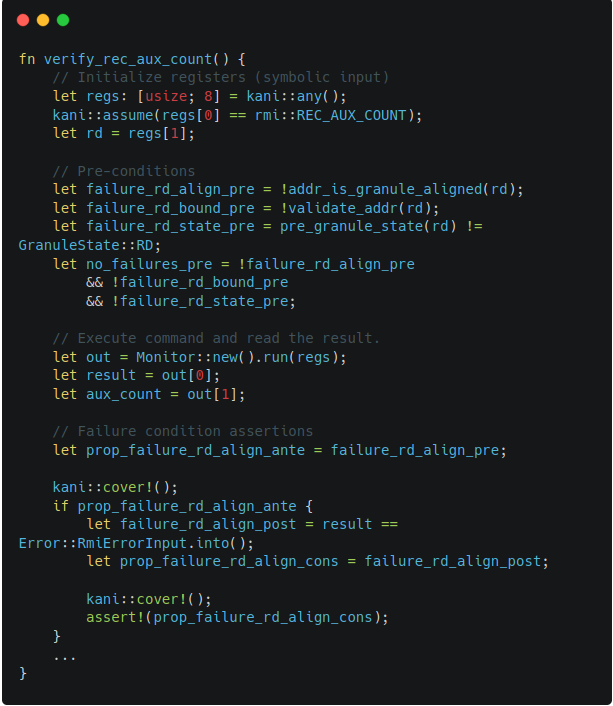 fn verify_rec_aux_count() {
    // Initialize registers (symbolic input)
    let regs: [usize; 8] = kani::any();
    kani::assume(regs[0] == rmi::REC_AUX_COUNT);
    let rd = regs[1];

    // Pre-conditions
    let failure_rd_align_pre = !addr_is_granule_aligned(rd);
    let failure_rd_bound_pre = !validate_addr(rd);
    let failure_rd_state_pre = pre_granule_state(rd) !=
GranuleState::RD;
    let no_failures_pre = !failure_rd_align_pre
        && !failure_rd_bound_pre
        && !failure_rd_state_pre;

    // Execute command and read the result.
    let out = Monitor::new().run(regs);
    let result = out[0];
    let aux_count = out[1];

    // Failure condition assertions
    let prop_failure_rd_align_ante = failure_rd_align_pre;

    kani::cover!();
    if prop_failure_rd_align_ante {
        let failure_rd_align_post = result ==
Error::RmiErrorInput.into();
        let prop_failure_rd_align_cons = failure_rd_align_post;

        kani::cover!();
        assert!(prop_failure_rd_align_cons);
    }
    ...
}